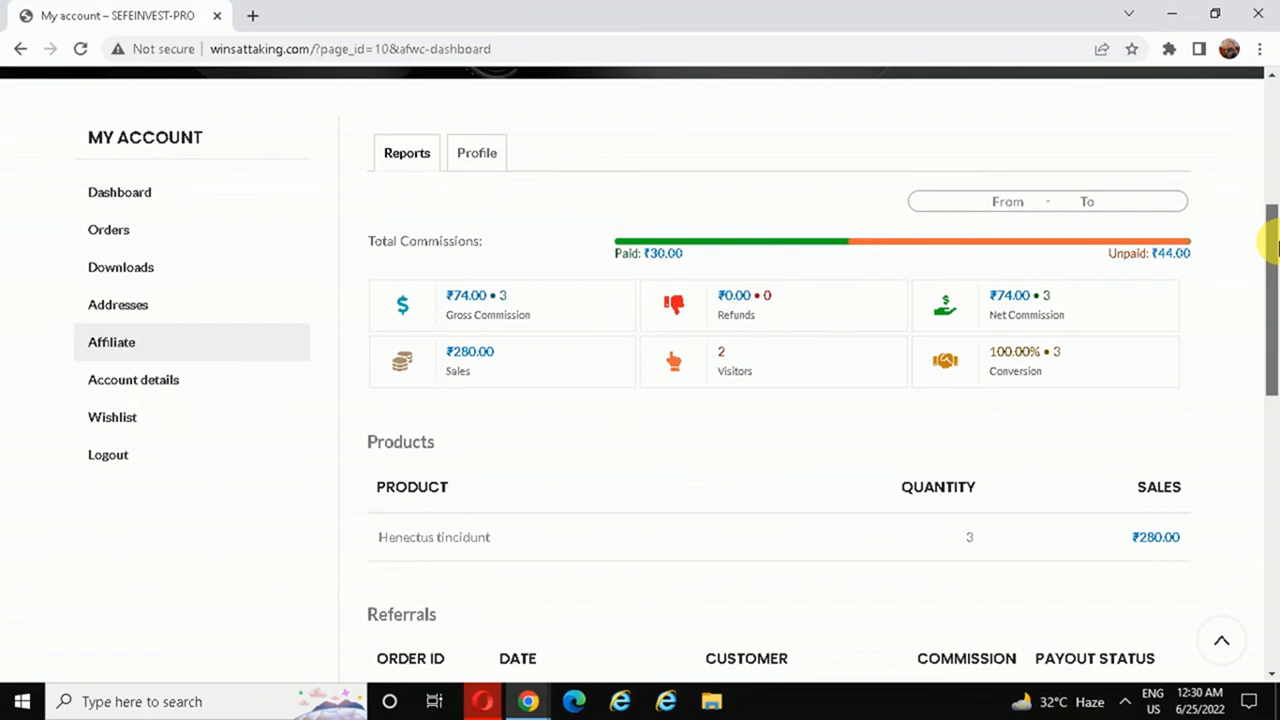 My account – SEFEINVEST-PRO
Not secure
winsattaking.com/?page_id=10&afwc-dashboard
MY ACCOUNT
Dashboard
Orders
Downloads
Addresses
Affiliate
Account details
Wishlist
Logout
Reports
Profile
From - To
Total Commissions:
Paid: ₹30.00
Unpaid: ₹44.00
₹74.00 • 3
Gross Commission
₹0.00 • 0
Refunds
₹74.00 • 3
Net Commission
₹280.00
Sales
2
Visitors
100.00% • 3
Conversion
Products
PRODUCT QUANTITY SALES
Henectus tincidunt 3 ₹280.00
Referrals
ORDER ID DATE CUSTOMER COMMISSION PAYOUT STATUS
Type here to search
32°C Haze
ENG
US
12:30 AM
6/25/2022